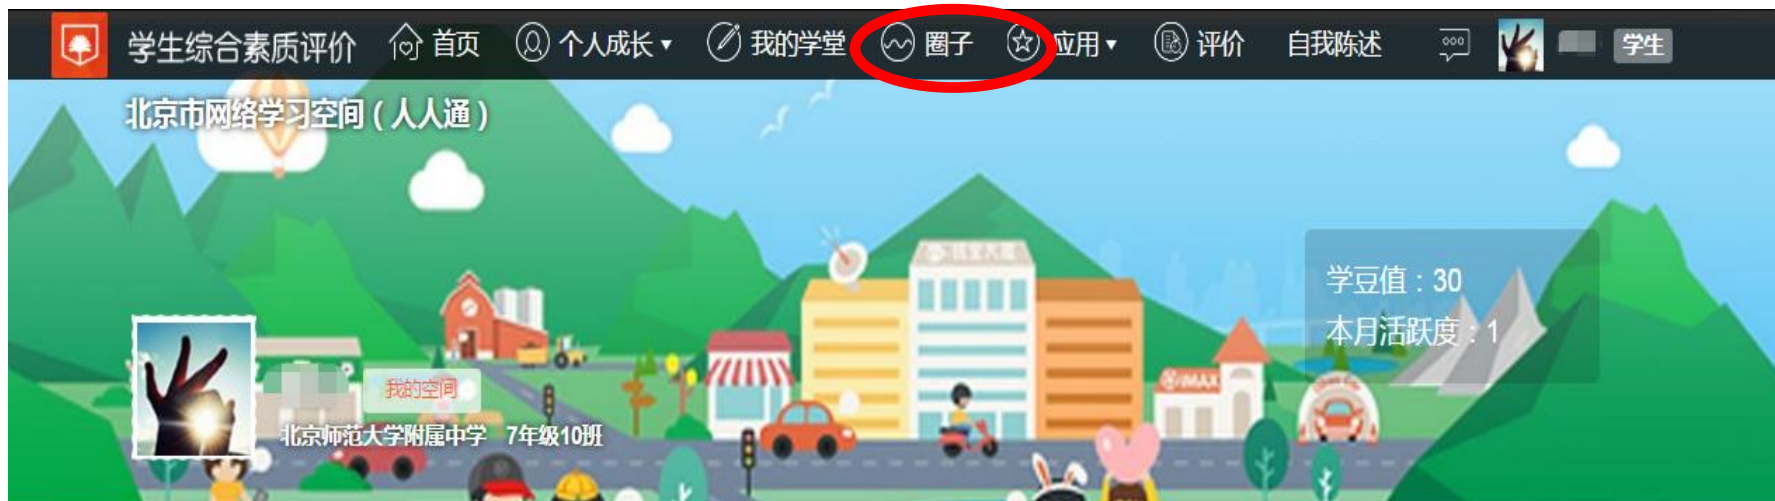 学生综合素质评价 首页 个人成长 我的学堂 圈子 应用 评价 自我陈述 学生
北京市网络学习空间（人人通）
学豆值：30
本月活跃度：1
IMAX
我的空间
北京师范大学附属中学 7年级10班